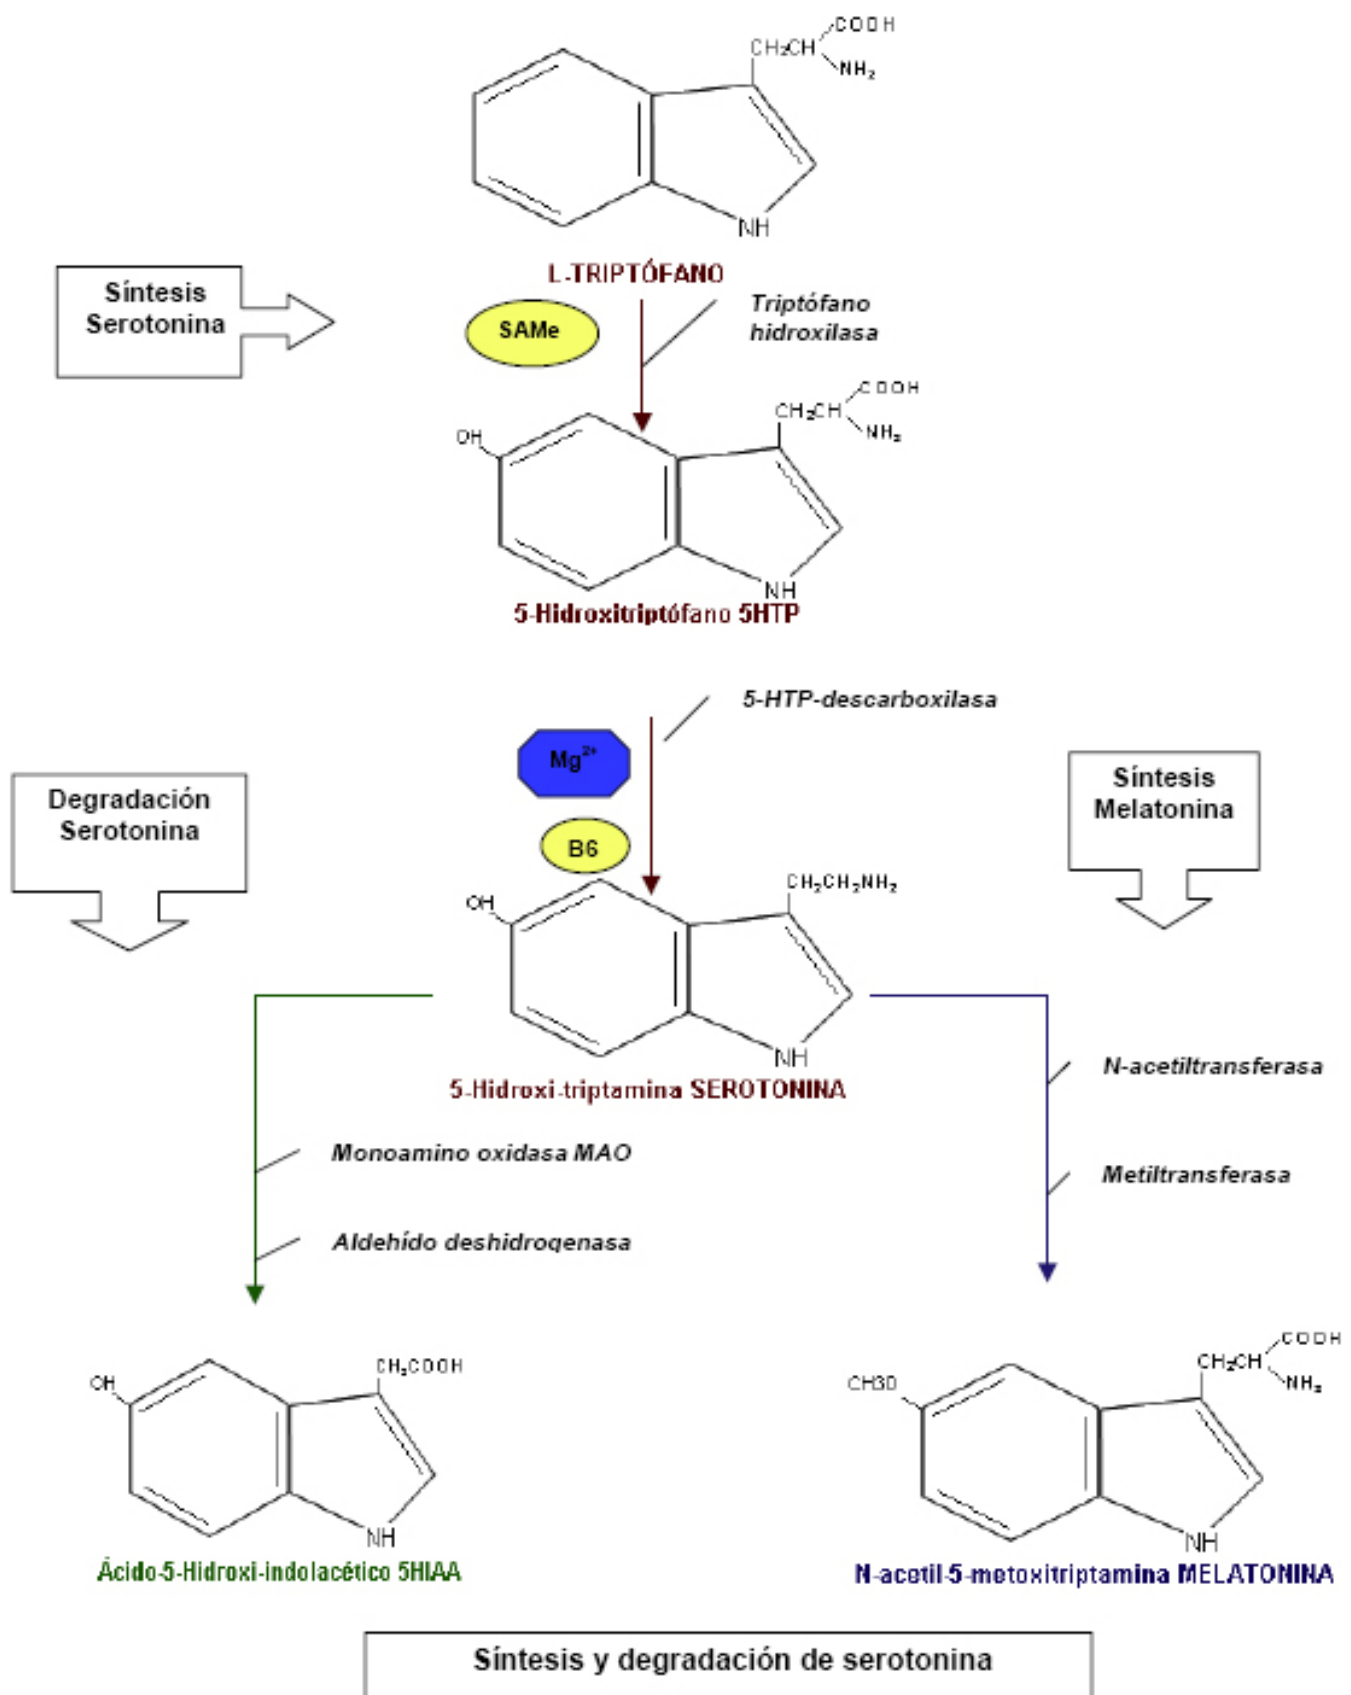 COOH
CH₂CH
NH₂
NH
L-TRIPTÓFANO
Síntesis
Serotonina
SAMe
Triptófano
hidroxilasa
COOH
CH₂CH
NH₂
OH
NH
5-Hidroxitriptófano 5HTP
5-HTP-descarboxilasa
Mg²⁺
B6
Degradación
Serotonina
Síntesis
Melatonina
CH₂CH₂NH₂
OH
NH
5-Hidroxi-triptamina SEROTONINA
N-acetiltransferasa
Monoamino oxidasa MAO
Metiltransferasa
Aldehído deshidrogenasa
CH₂COOH
OH
NH
Ácido-5-Hidroxi-indolacético 5HIAA
COOH
CH₂CH
NH₂
CH3O
NH
N-acetil-5-metoxitriptamina MELATONINA
Síntesis y degradación de serotonina